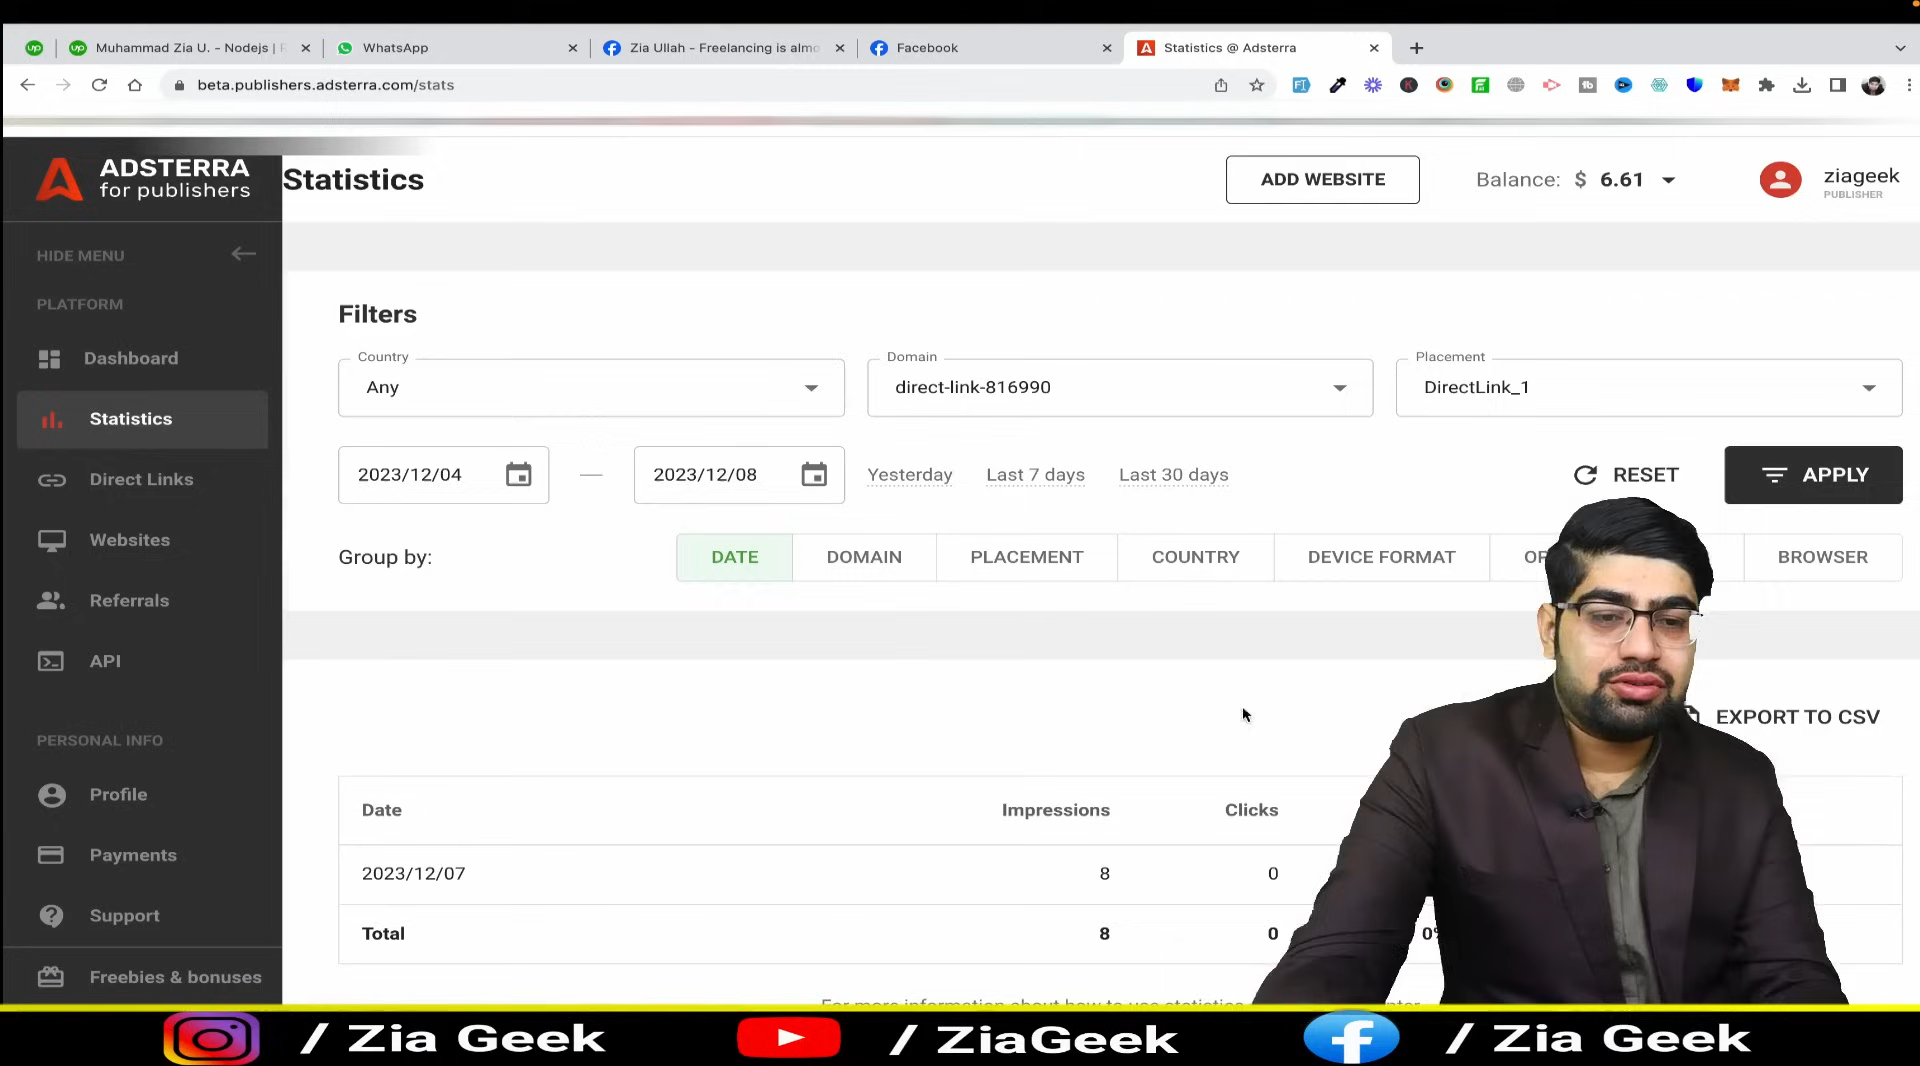 Muhammad Zia U. - Nodejs |
WhatsApp
Zia Ullah - Freelancing is almo
Facebook
Statistics @ Adsterra
beta.publishers.adsterra.com/stats
ADSTERRA
for publishers
Statistics
ADD WEBSITE
Balance: $ 6.61
ziageek
PUBLISHER
HIDE MENU
PLATFORM
Dashboard
Statistics
Direct Links
Websites
Referrals
API
PERSONAL INFO
Profile
Payments
Support
Freebies & bonuses
Filters
Country
Any
Domain
direct-link-816990
Placement
DirectLink_1
2023/12/04 — 2023/12/08
Yesterday
Last 7 days
Last 30 days
RESET
APPLY
Group by:
DATE
DOMAIN
PLACEMENT
COUNTRY
DEVICE FORMAT
BROWSER
EXPORT TO CSV
Date Impressions Clicks
2023/12/07 8 0
Total 8 0
/ Zia Geek
/ ZiaGeek
/ Zia Geek